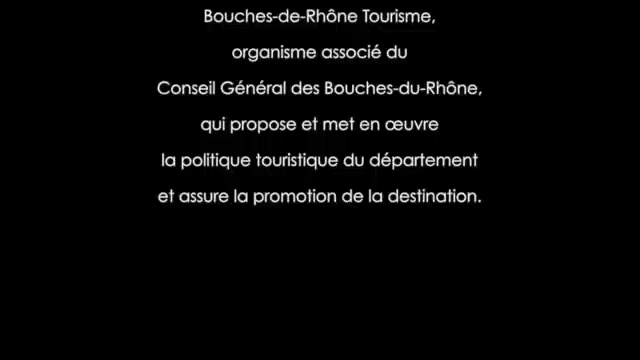 Bouches-de-Rhône Tourisme,
organisme associé du
Conseil Général des Bouches-du-Rhône,
qui propose et met en œuvre
la politique touristique du département
et assure la promotion de la destination.